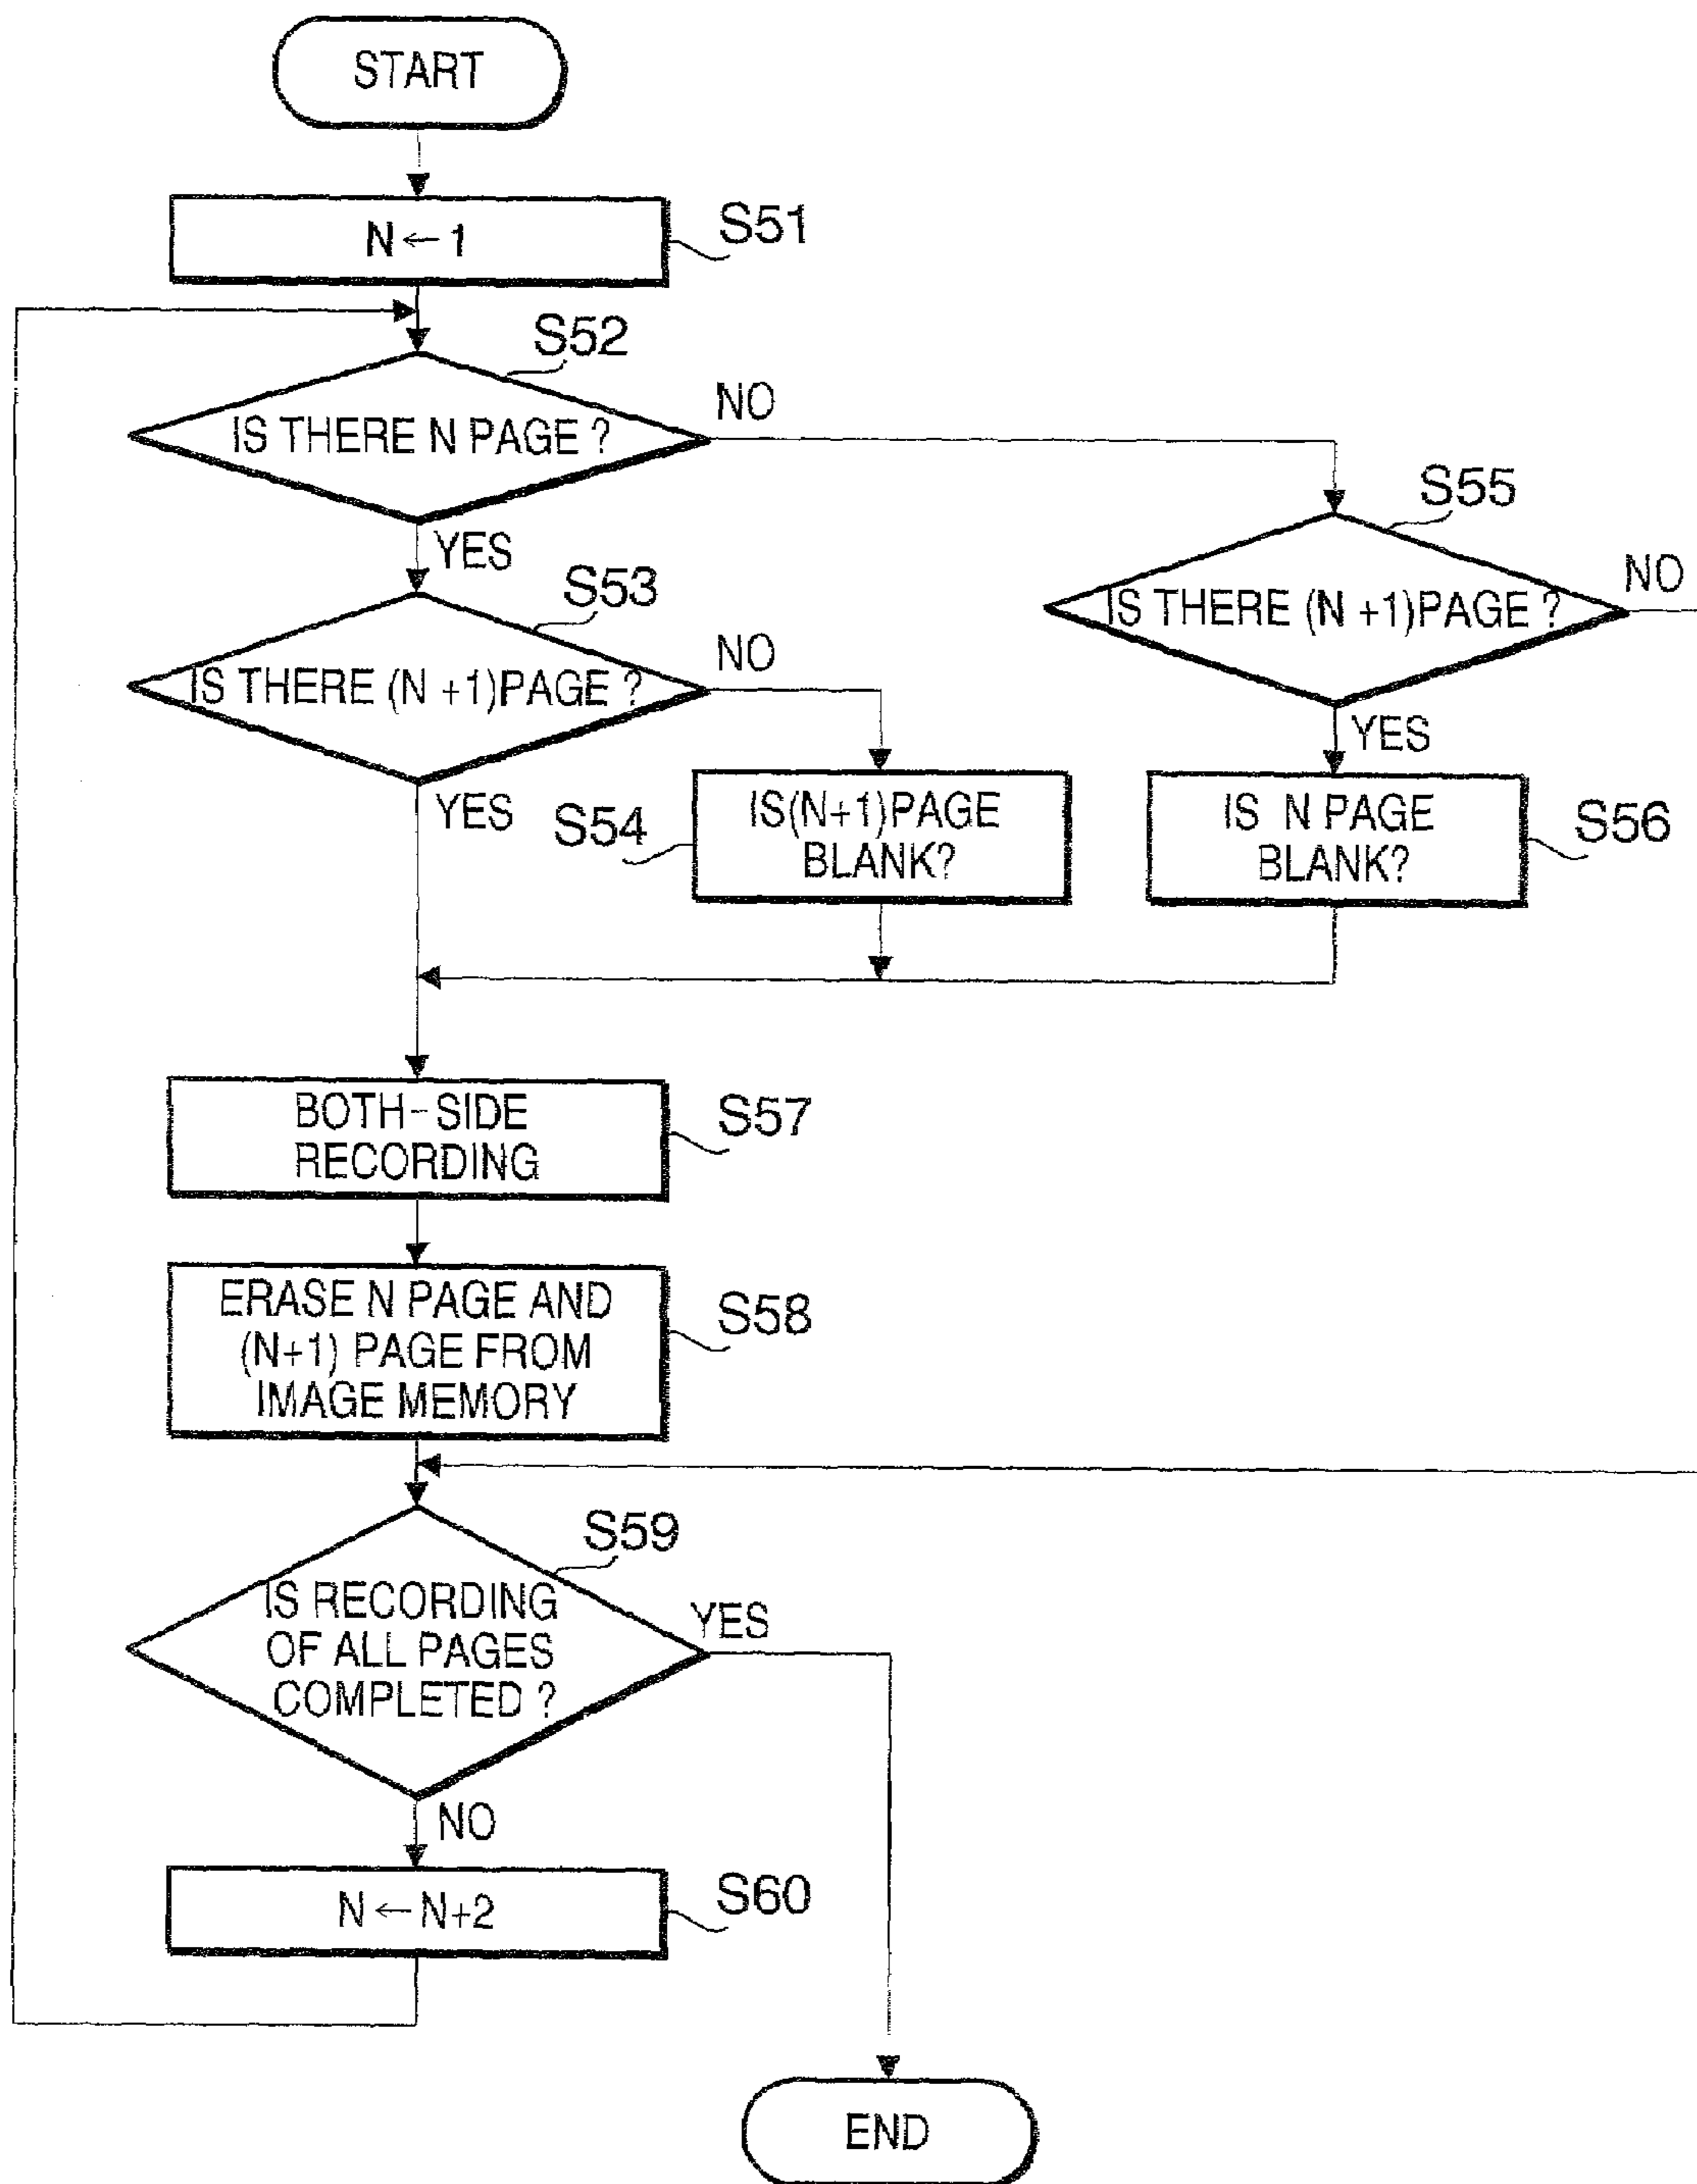 START
N ← 1
S51
S52
IS THERE N PAGE ?
NO
YES
S55
IS THERE (N +1)PAGE ?
NO
YES
S53
IS THERE (N +1)PAGE ?
NO
YES
S54
IS(N+1)PAGE
BLANK?
IS N PAGE
BLANK?
S56
BOTH-SIDE
RECORDING
S57
ERASE N PAGE AND
(N+1) PAGE FROM
IMAGE MEMORY
S58
S59
IS RECORDING
OF ALL PAGES
COMPLETED ?
YES
NO
N ← N+2
S60
END